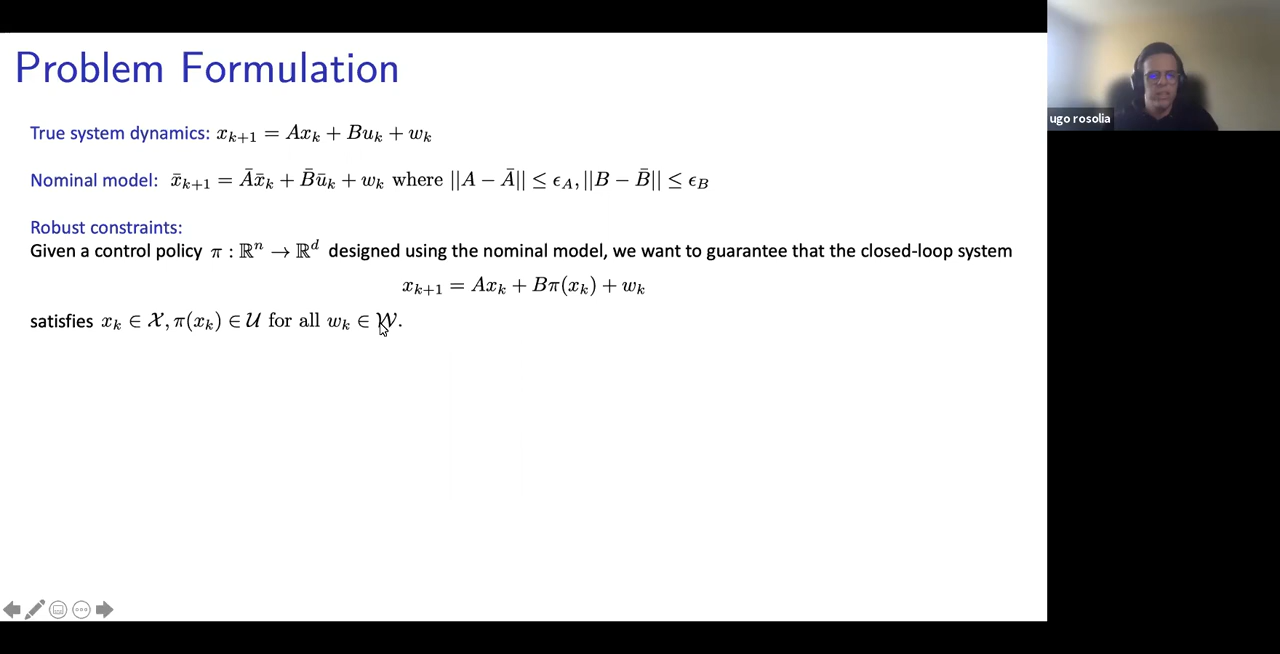 Problem Formulation
True system dynamics: x_{k+1} = Ax_k + Bu_k + w_k
Nominal model: x̄_{k+1} = Āx̄_k + B̄ū_k + w_k where ||A − Ā|| ≤ ϵ_A, ||B − B̄|| ≤ ϵ_B
Robust constraints:
Given a control policy π : ℝⁿ → ℝᵈ designed using the nominal model, we want to guarantee that the closed-loop system
x_{k+1} = Ax_k + Bπ(x_k) + w_k
satisfies x_k ∈ 𝒳, π(x_k) ∈ 𝒰 for all w_k ∈ 𝒲.
ugo rosolia